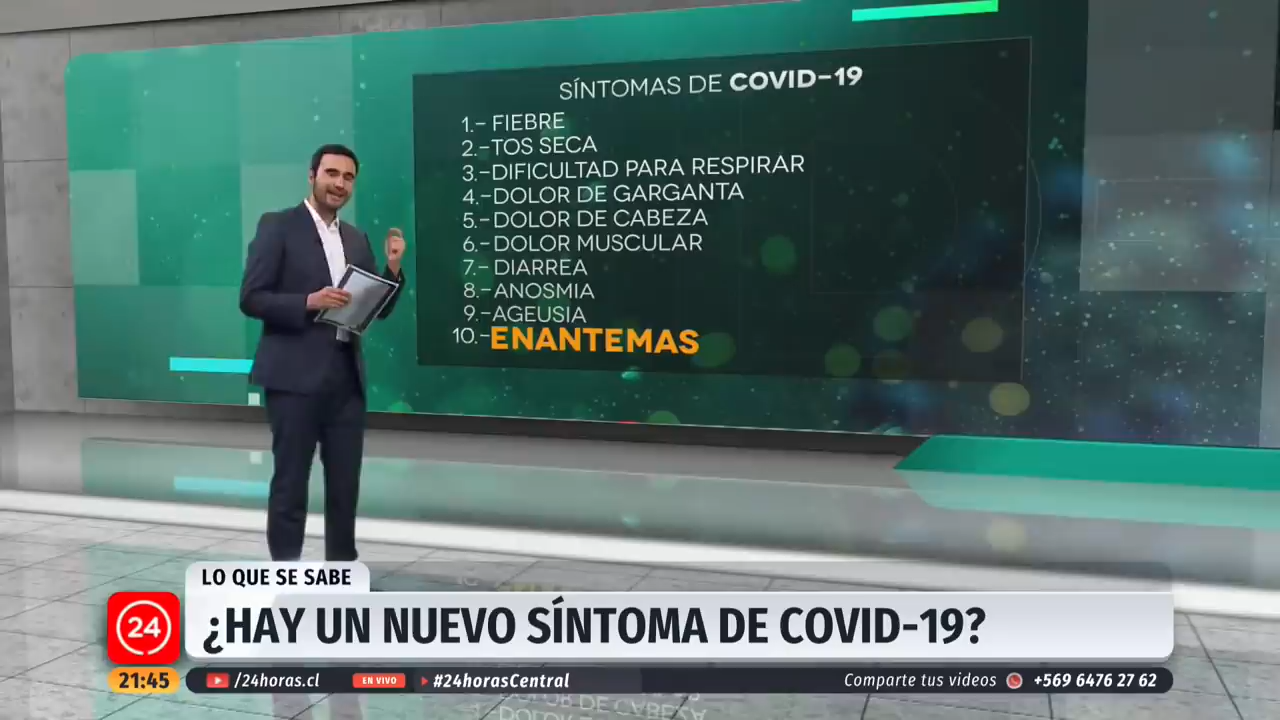 SÍNTOMAS DE COVID-19
1.- FIEBRE
2.-TOS SECA
3.-DIFICULTAD PARA RESPIRAR
4.-DOLOR DE GARGANTA
5.-DOLOR DE CABEZA
6.-DOLOR MUSCULAR
7.- DIARREA
8.- ANOSMIA
9.-AGEUSIA
10.-ENANTEMAS
LO QUE SE SABE
24
¿HAY UN NUEVO SÍNTOMA DE COVID-19?
21:45
/24horas.cl
EN VIVO
#24horasCentral
Comparte tus videos
+569 6476 27 62
DOLOR DE CABEZA